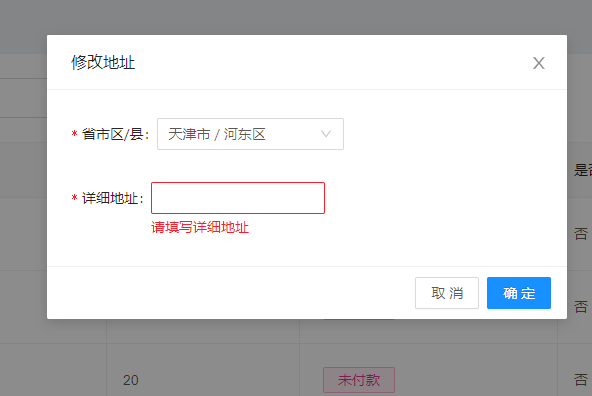 修改地址
* 省市区/县:
天津市 / 河东区
是否
* 详细地址:
请填写详细地址
否
取 消
确 定
否
20
未付款
否